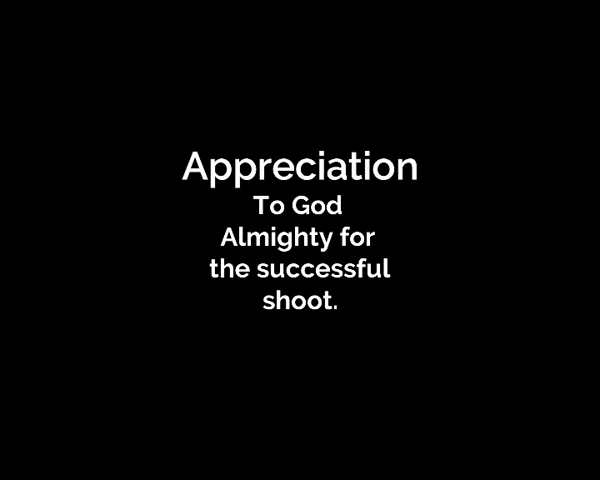 Appreciation
To God
Almighty for
the successful
shoot.